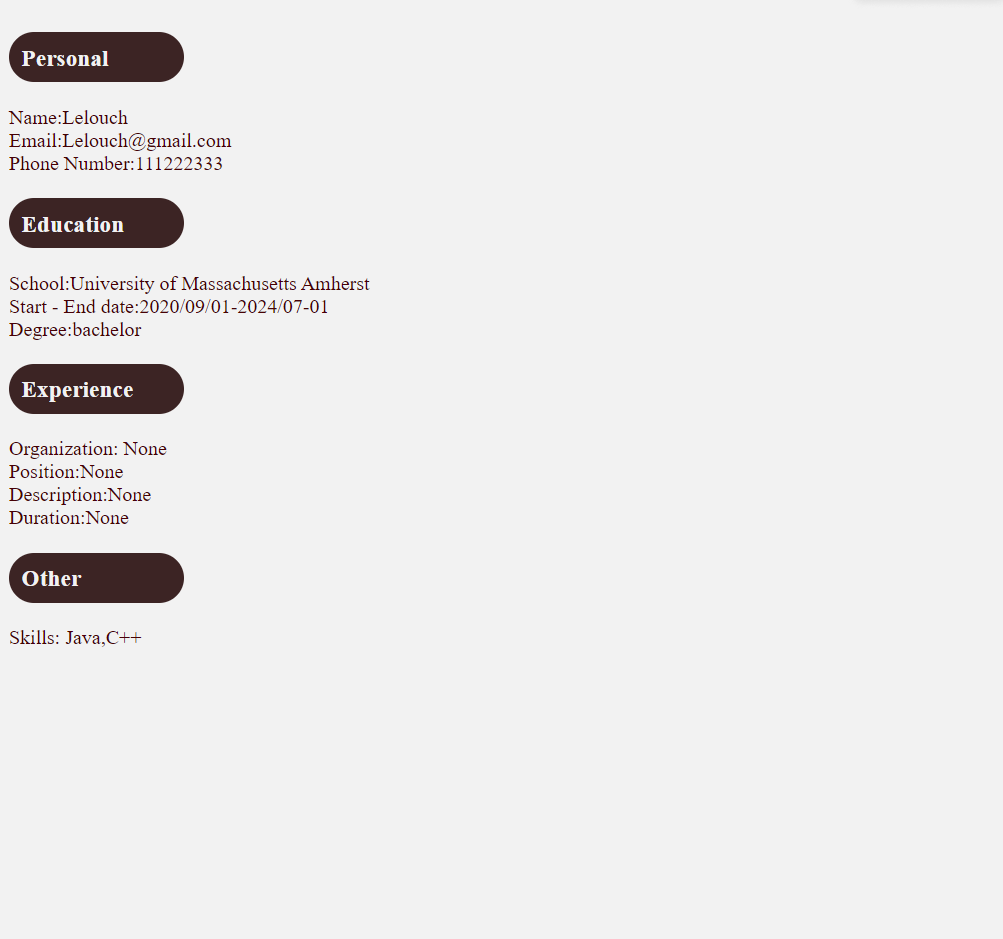 Personal
Name:Lelouch
Email:Lelouch@gmail.com
Phone Number:111222333
Education
School:University of Massachusetts Amherst
Start - End date:2020/09/01-2024/07-01
Degree:bachelor
Experience
Organization: None
Position:None
Description:None
Duration:None
Other
Skills: Java,C++